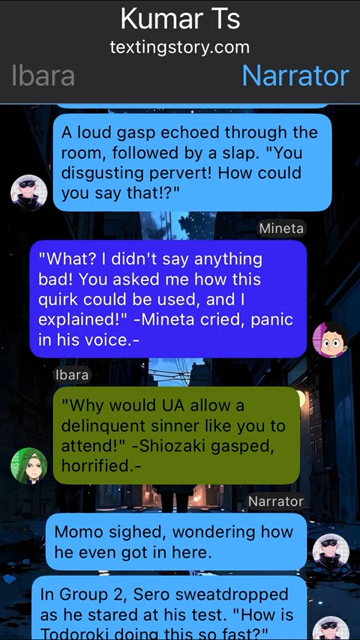 Kumar Ts
textingstory.com
Ibara
Narrator
A loud gasp echoed through the
room, followed by a slap. "You
disgusting pervert! How could
you say that!?"
Mineta
"What? I didn't say anything
bad! You asked me how this
quirk could be used, and I
explained!" -Mineta cried, panic
in his voice.-
Ibara
"Why would UA allow a
delinquent sinner like you to
attend!" -Shiozaki gasped,
horrified.-
Narrator
Momo sighed, wondering how
he even got in here.
In Group 2, Sero sweatdropped
as he stared at his test. "How is
Todoroki doing this so fast?"